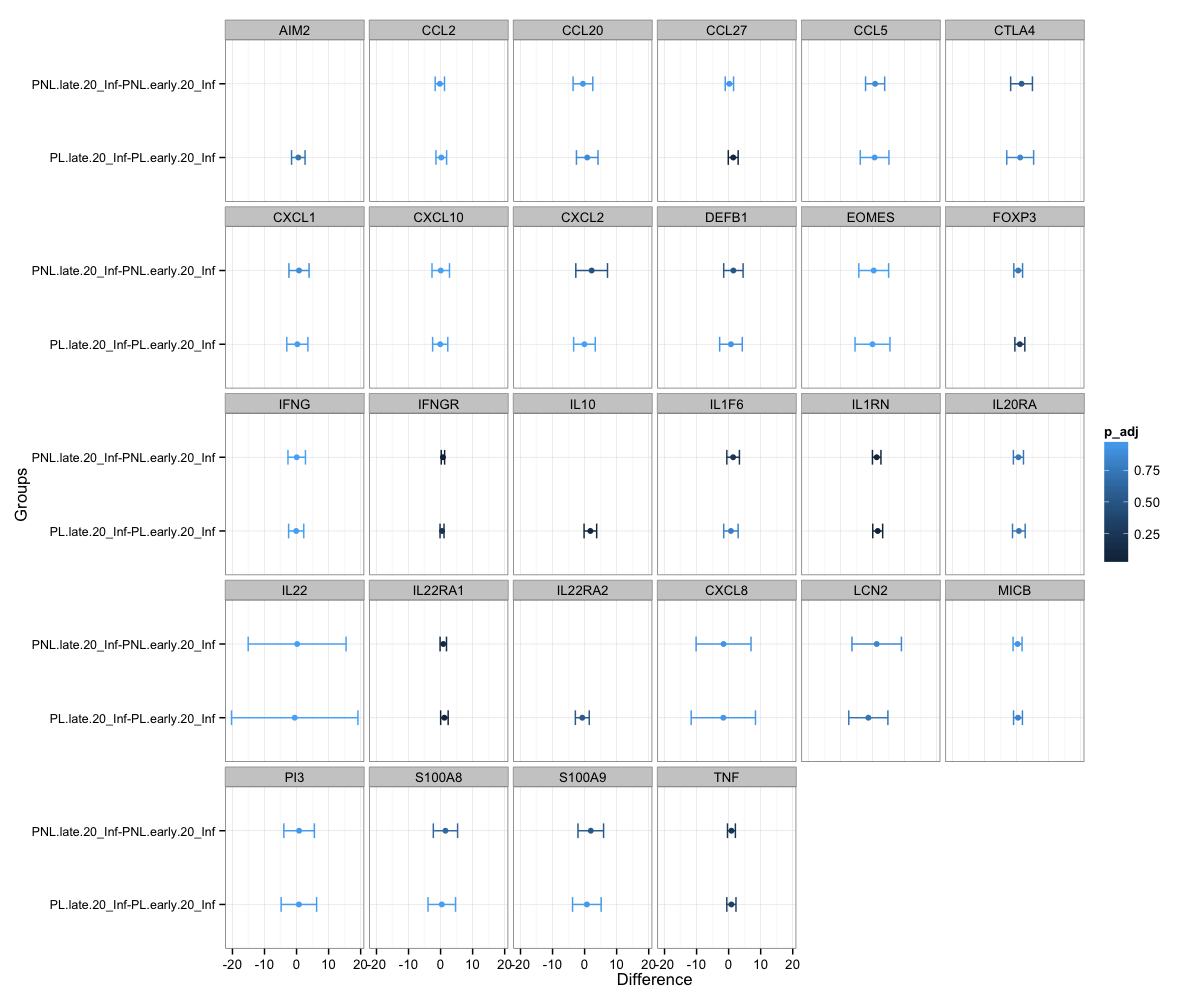 AIM2 CCL2 CCL20 CCL27 CCL5 CTLA4
PNL.late.20_Inf-PNL.early.20_Inf
PL.late.20_Inf-PL.early.20_Inf
CXCL1 CXCL10 CXCL2 DEFB1 EOMES FOXP3
PNL.late.20_Inf-PNL.early.20_Inf
PL.late.20_Inf-PL.early.20_Inf
IFNG IFNGR IL10 IL1F6 IL1RN IL20RA
PNL.late.20_Inf-PNL.early.20_Inf
PL.late.20_Inf-PL.early.20_Inf
IL22 IL22RA1 IL22RA2 CXCL8 LCN2 MICB
PNL.late.20_Inf-PNL.early.20_Inf
PL.late.20_Inf-PL.early.20_Inf
PI3 S100A8 S100A9 TNF
PNL.late.20_Inf-PNL.early.20_Inf
PL.late.20_Inf-PL.early.20_Inf
-20 -10 0 10 20 -20 -10 0 10 20 -20 -10 0 10 20 -20 -10 0 10 20
Difference
Groups
p_adj
0.75
0.50
0.25